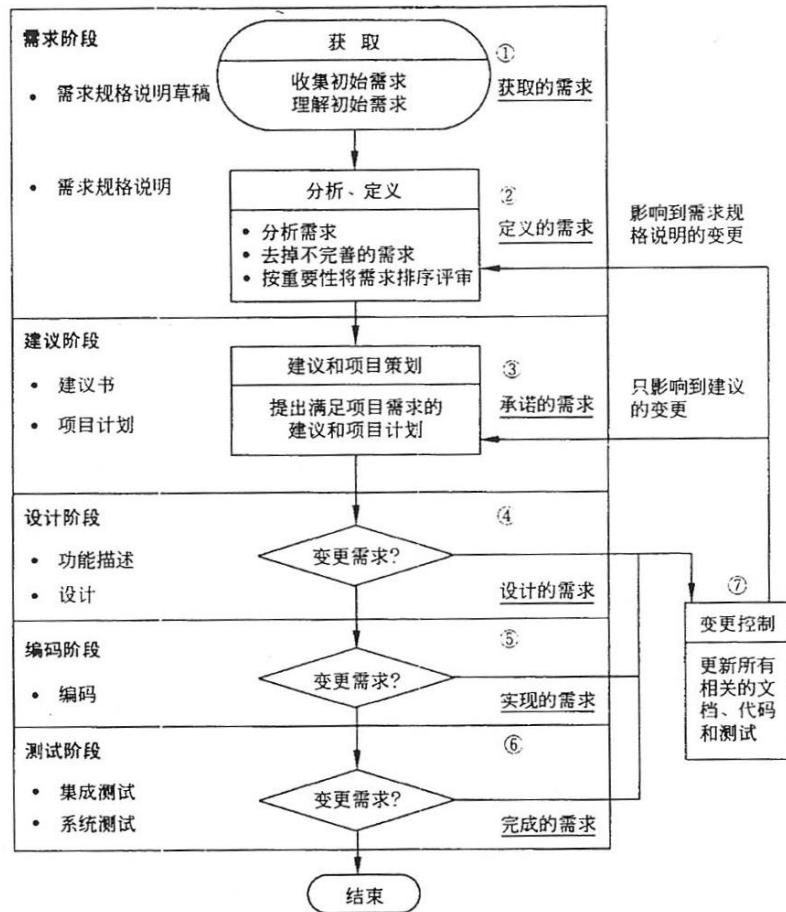 需求阶段
• 需求规格说明草稿
• 需求规格说明
获 取
收集初始需求
理解初始需求
①
获取的需求
分析、定义
• 分析需求
• 去掉不完善的需求
• 按重要性将需求排序评审
②
定义的需求
影响到需求规
格说明的变更
建议阶段
• 建议书
• 项目计划
建议和项目策划
提出满足项目需求的
建议和项目计划
③
承诺的需求
只影响到建议
的变更
设计阶段
• 功能描述
• 设计
变更需求?
④
设计的需求
⑦
变更控制
更新所有
相关的文
档、代码
和测试
编码阶段
• 编码
变更需求?
⑤
实现的需求
测试阶段
• 集成测试
• 系统测试
变更需求?
⑥
完成的需求
结束